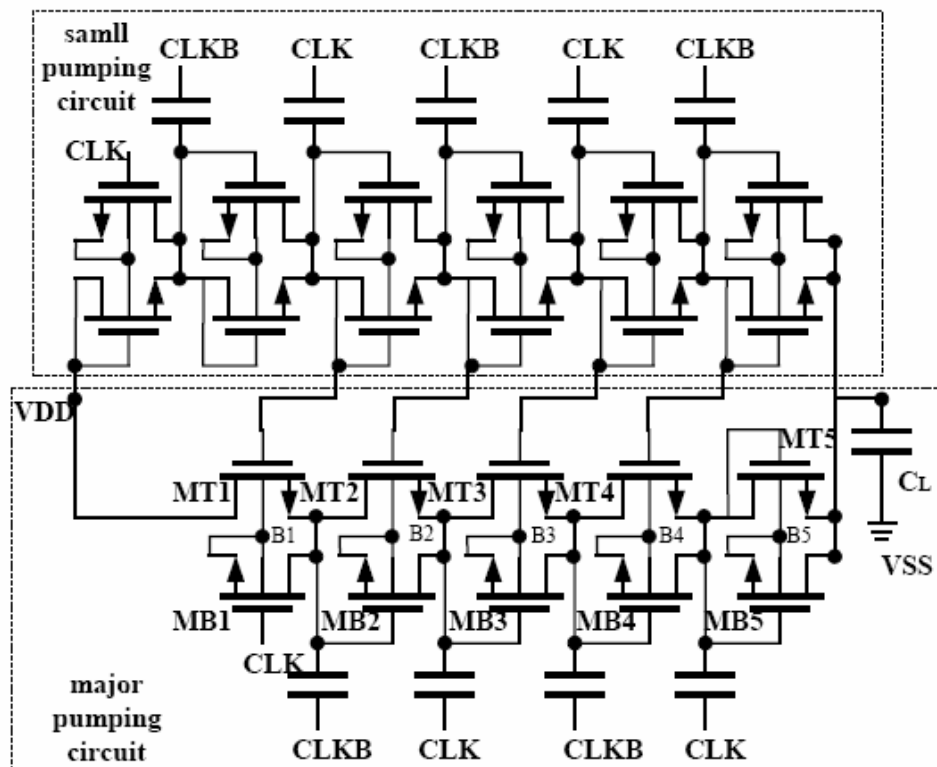 samll
pumping
circuit
CLKB CLK CLKB CLK CLKB
CLK
VDD
MT1 MT2 MT3 MT4 MT5
CL
VSS
B1 B2 B3 B4 B5
MB1 MB2 MB3 MB4 MB5
CLK
major
pumping
circuit
CLKB CLK CLKB CLK